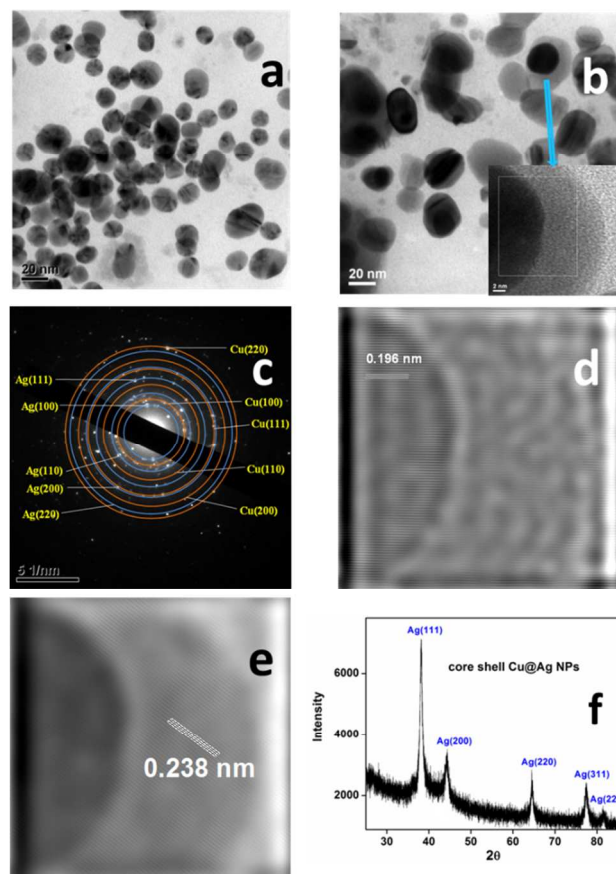 a
20 nm
b
20 nm
2 nm
c
Cu(220)
Ag(111)
Ag(100)
Cu(100)
Cu(111)
Ag(110)
Cu(110)
Ag(200)
Ag(220)
Cu(200)
5 1/nm
d
0.196 nm
e
0.238 nm
f
Ag(111)
core shell Cu@Ag NPs
Ag(200)
Ag(220)
Ag(311)
Ag(22
Intensity
6000
4000
2000
30 40 50 60 70 80
2θ